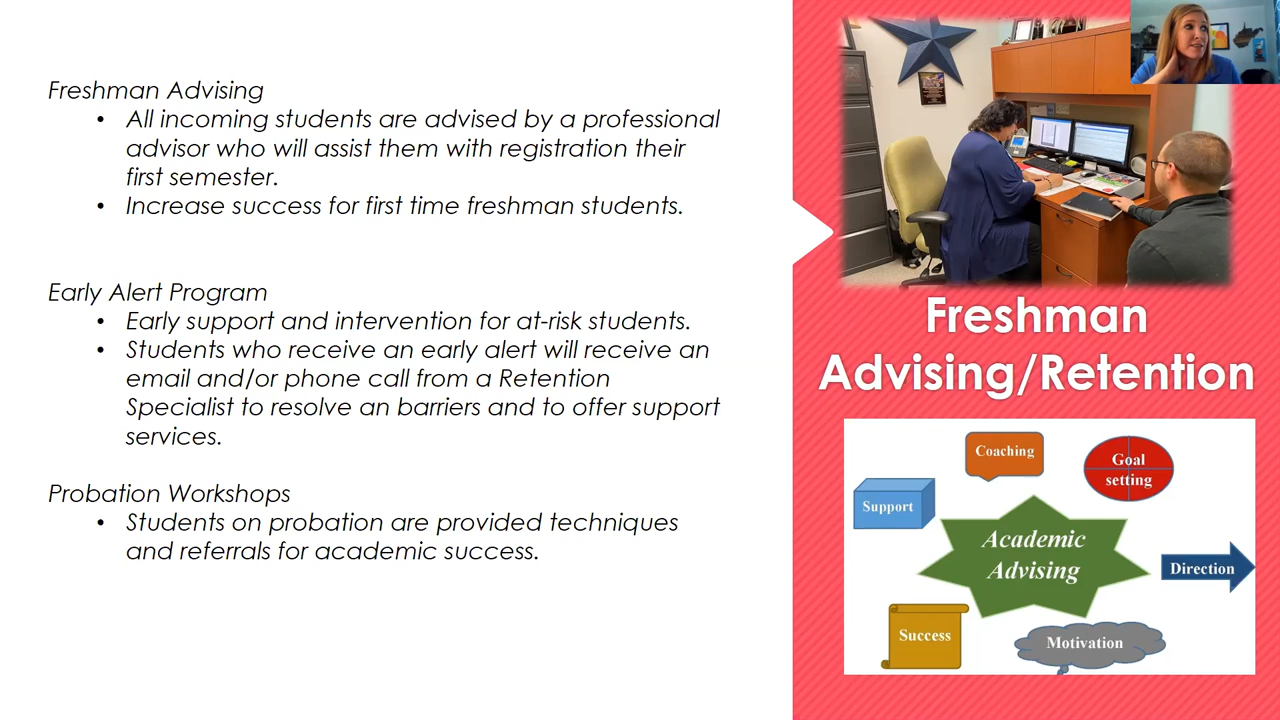 Freshman Advising
• All incoming students are advised by a professional
advisor who will assist them with registration their
first semester.
• Increase success for first time freshman students.
Early Alert Program
• Early support and intervention for at-risk students.
• Students who receive an early alert will receive an
email and/or phone call from a Retention
Specialist to resolve an barriers and to offer support
services.
Probation Workshops
• Students on probation are provided techniques
and referrals for academic success.
Freshman
Advising/Retention
Coaching
Goal
setting
Support
Academic
Advising
Direction
Success
Motivation